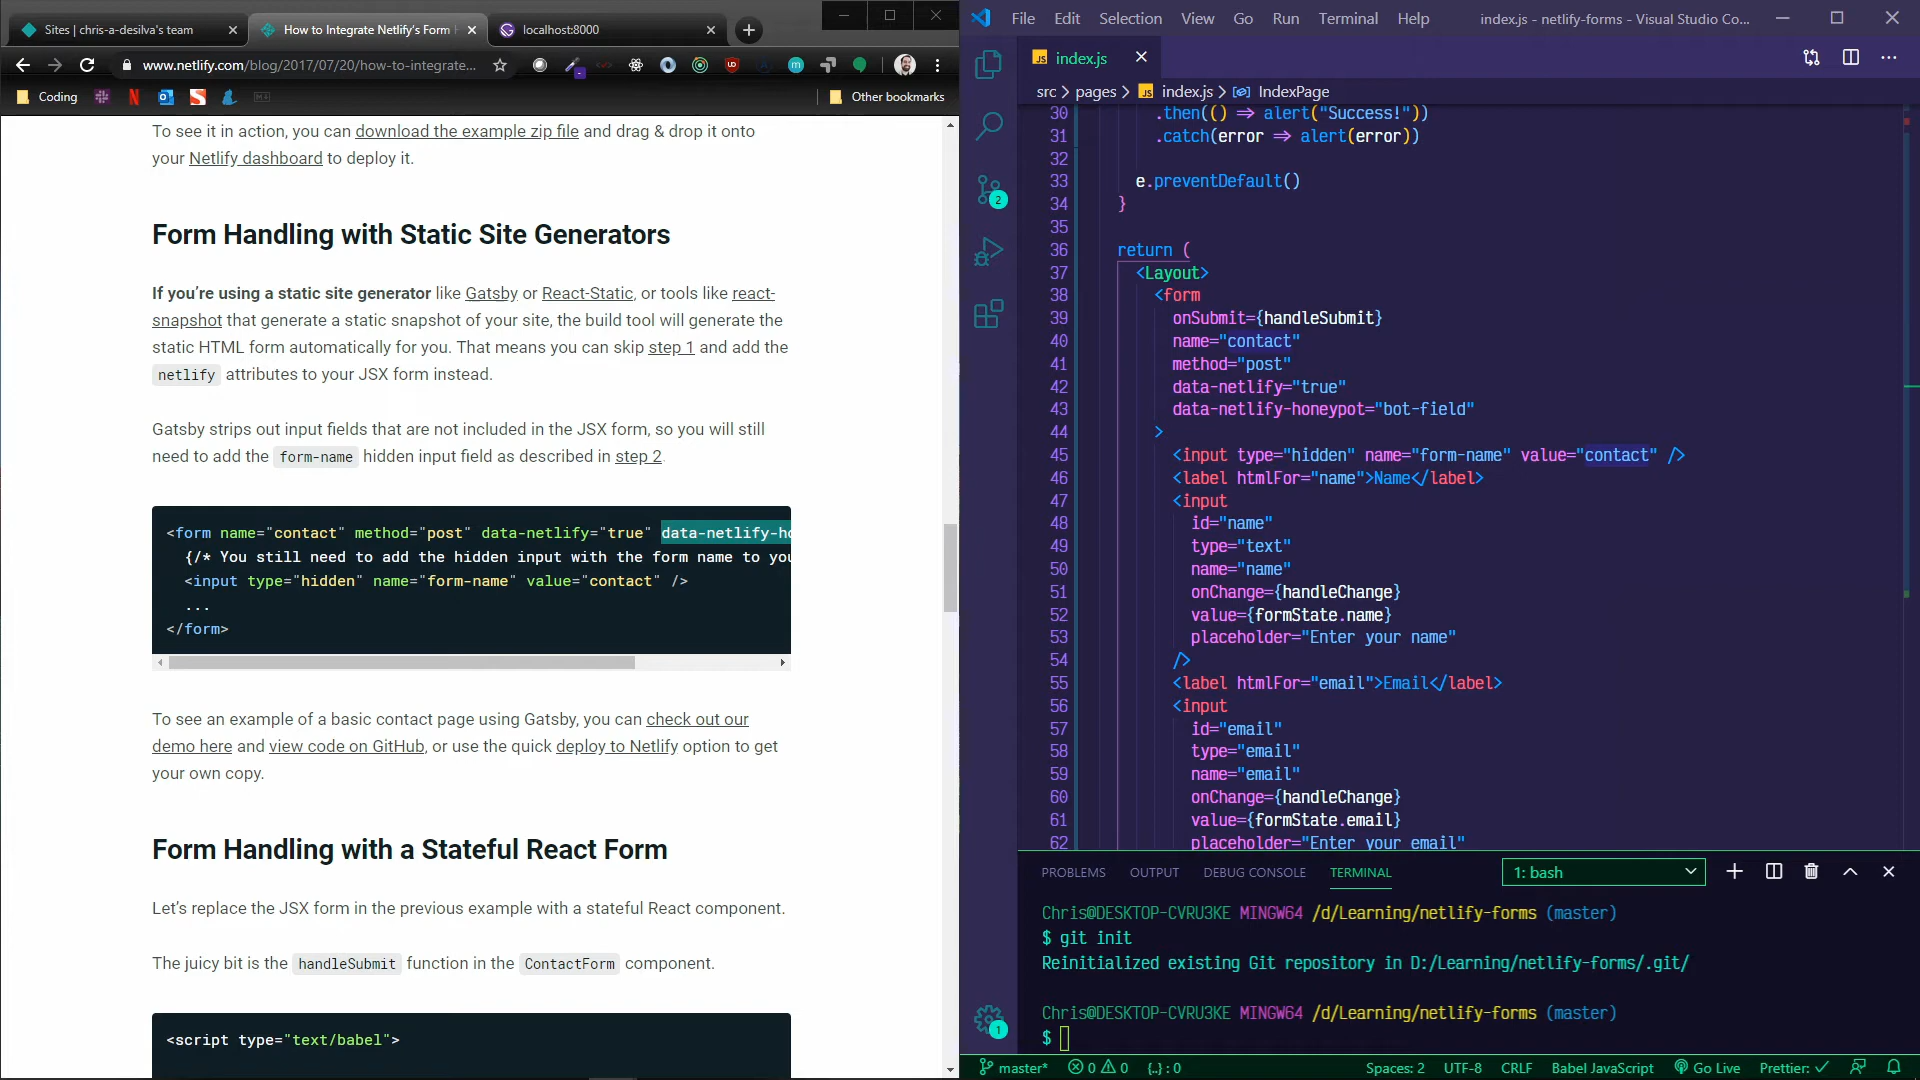 Sites | chris-a-desilva's team
How to Integrate Netlify's Form
localhost:8000
www.netlify.com/blog/2017/07/20/how-to-integrate...
Coding
Other bookmarks
To see it in action, you can download the example zip file and drag & drop it onto
your Netlify dashboard to deploy it.
Form Handling with Static Site Generators
If you’re using a static site generator like Gatsby or React-Static, or tools like react-
snapshot that generate a static snapshot of your site, the build tool will generate the
static HTML form automatically for you. That means you can skip step 1 and add the
netlify attributes to your JSX form instead.
Gatsby strips out input fields that are not included in the JSX form, so you will still
need to add the form-name hidden input field as described in step 2.
<form name="contact" method="post" data-netlify="true" data-netlify-ho
{/* You still need to add the hidden input with the form name to you
<input type="hidden" name="form-name" value="contact" />
...
</form>
To see an example of a basic contact page using Gatsby, you can check out our
demo here and view code on GitHub, or use the quick deploy to Netlify option to get
your own copy.
Form Handling with a Stateful React Form
Let’s replace the JSX form in the previous example with a stateful React component.
The juicy bit is the handleSubmit function in the ContactForm component.
<script type="text/babel">
File Edit Selection View Go Run Terminal Help
index.js - netlify-forms - Visual Studio Co...
JS index.js
src > pages > JS index.js > IndexPage
30 .then(() => alert("Success!"))
31 .catch(error => alert(error))
32
33 e.preventDefault()
34 }
35
36 return (
37 <Layout>
38 <form
39 onSubmit={handleSubmit}
40 name="contact"
41 method="post"
42 data-netlify="true"
43 data-netlify-honeypot="bot-field"
44 >
45 <input type="hidden" name="form-name" value="contact" />
46 <label htmlFor="name">Name</label>
47 <input
48 id="name"
49 type="text"
50 name="name"
51 onChange={handleChange}
52 value={formState.name}
53 placeholder="Enter your name"
54 />
55 <label htmlFor="email">Email</label>
56 <input
57 id="email"
58 type="email"
59 name="email"
60 onChange={handleChange}
61 value={formState.email}
62 placeholder="Enter your email"
2
1
PROBLEMS OUTPUT DEBUG CONSOLE TERMINAL
1: bash
Chris@DESKTOP-CVRU3KE MINGW64 /d/Learning/netlify-forms (master)
$ git init
Reinitialized existing Git repository in D:/Learning/netlify-forms/.git/
Chris@DESKTOP-CVRU3KE MINGW64 /d/Learning/netlify-forms (master)
$
master* 0 0 {..} : 0
Spaces: 2 UTF-8 CRLF Babel JavaScript Go Live Prettier: ✓